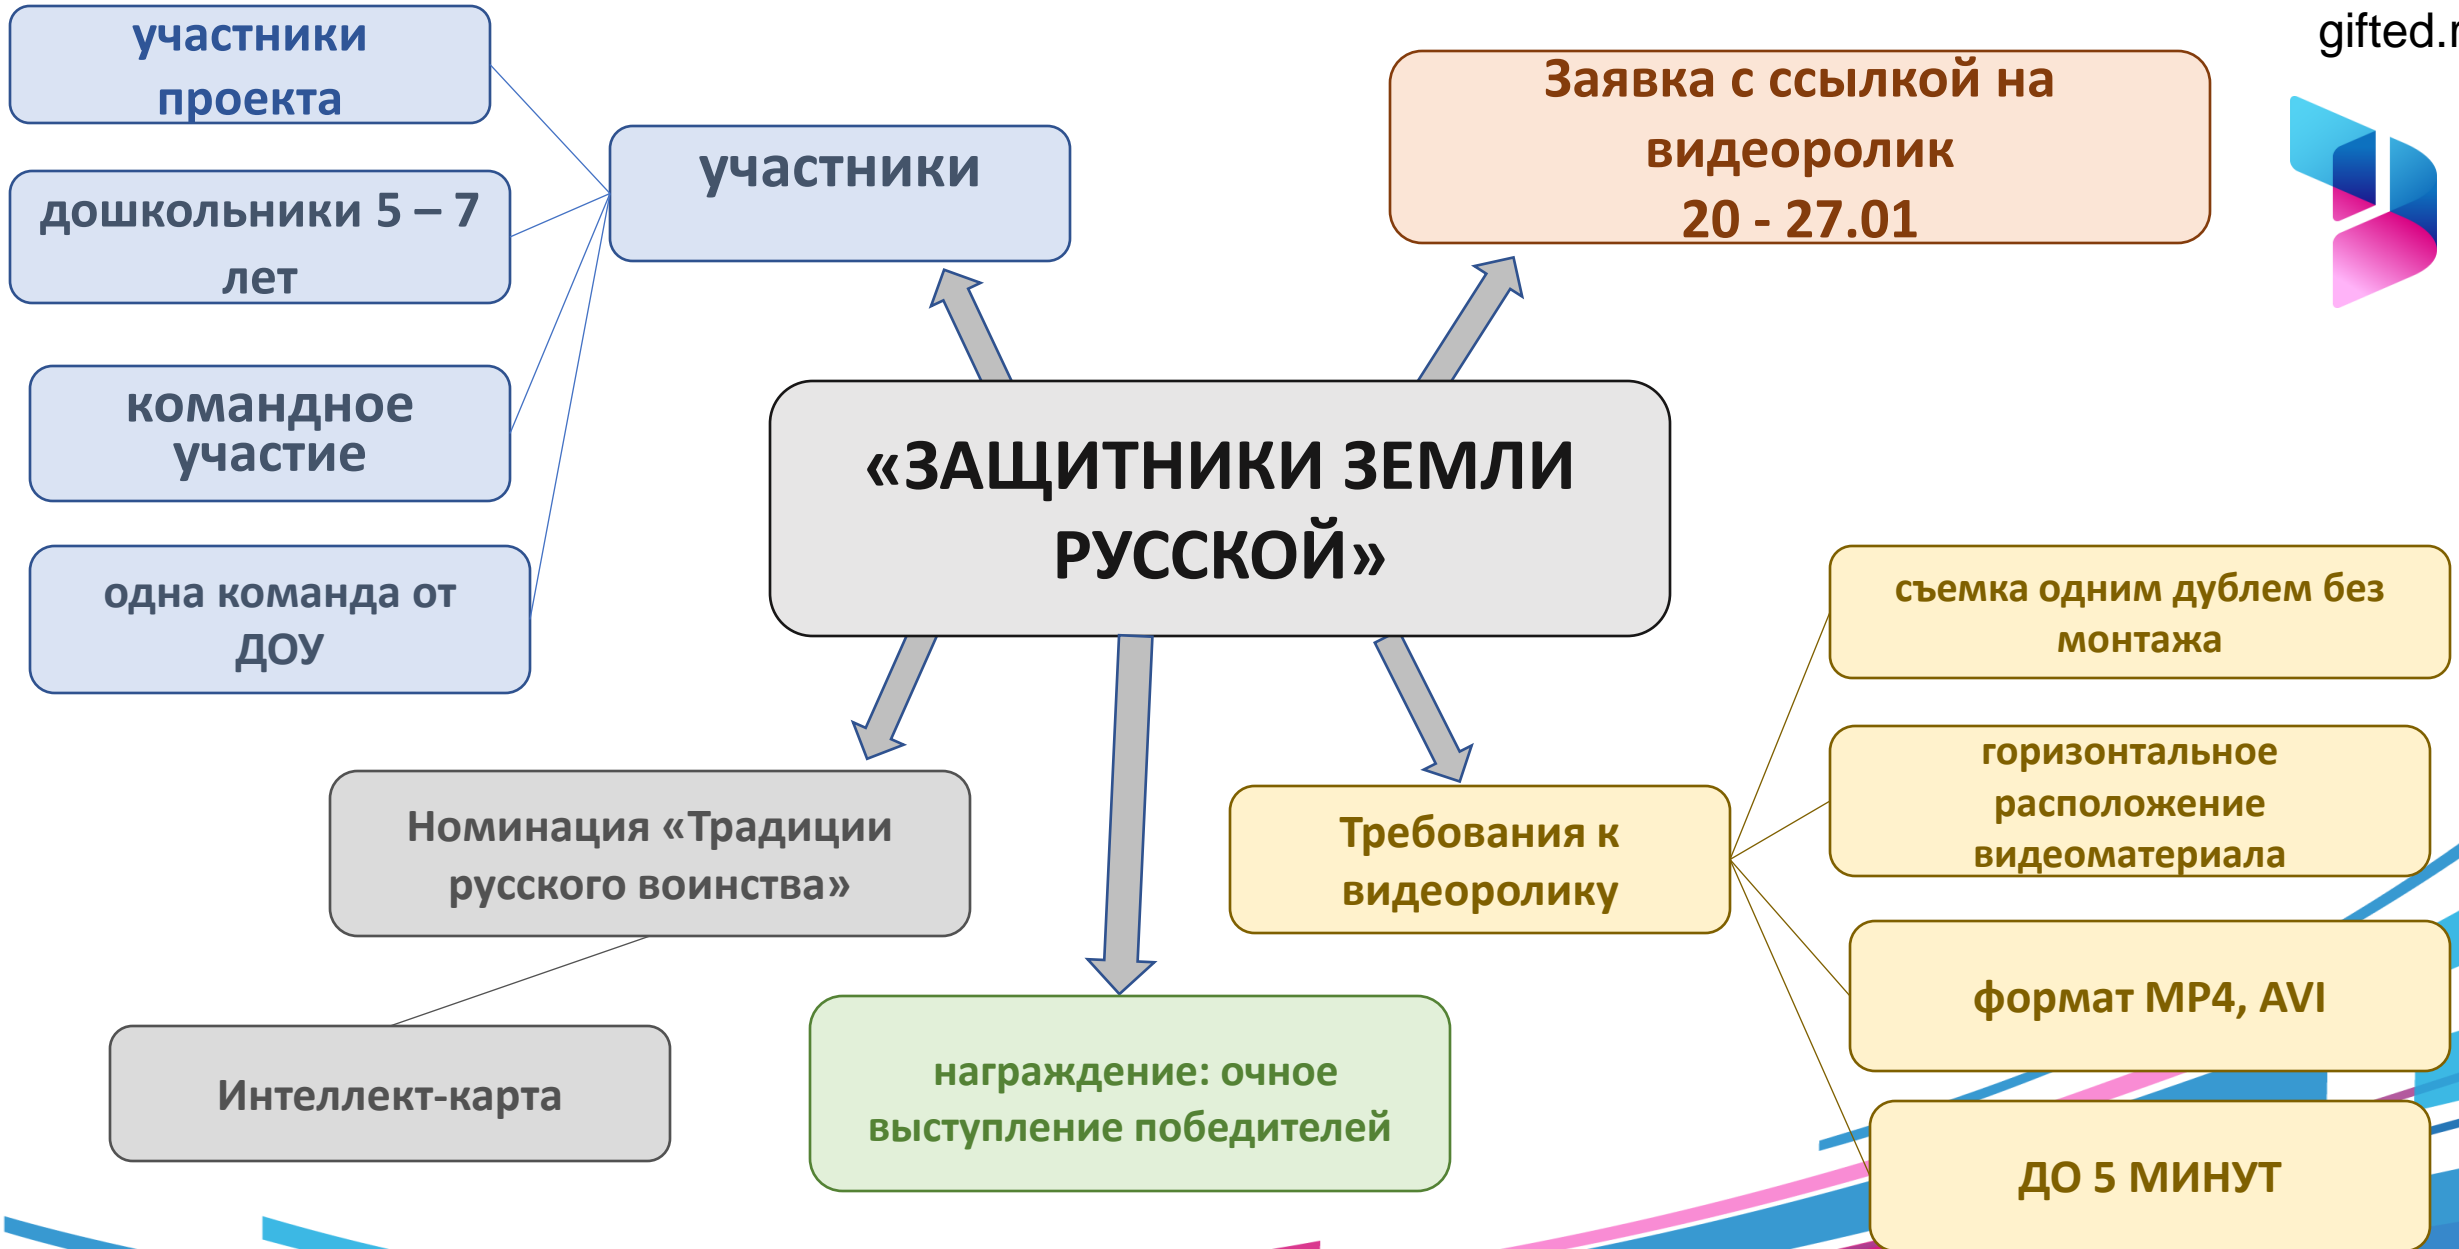 участники
проекта
дошкольники 5 – 7
лет
командное
участие
одна команда от
ДОУ
участники
Заявка с ссылкой на
видеоролик
20 - 27.01
gifted.r
«ЗАЩИТНИКИ ЗЕМЛИ
РУССКОЙ»
Номинация «Традиции
русского воинства»
Интеллект-карта
награждение: очное
выступление победителей
Требования к
видеоролику
съемка одним дублем без
монтажа
горизонтальное
расположение
видеоматериала
формат MP4, AVI
ДО 5 МИНУТ